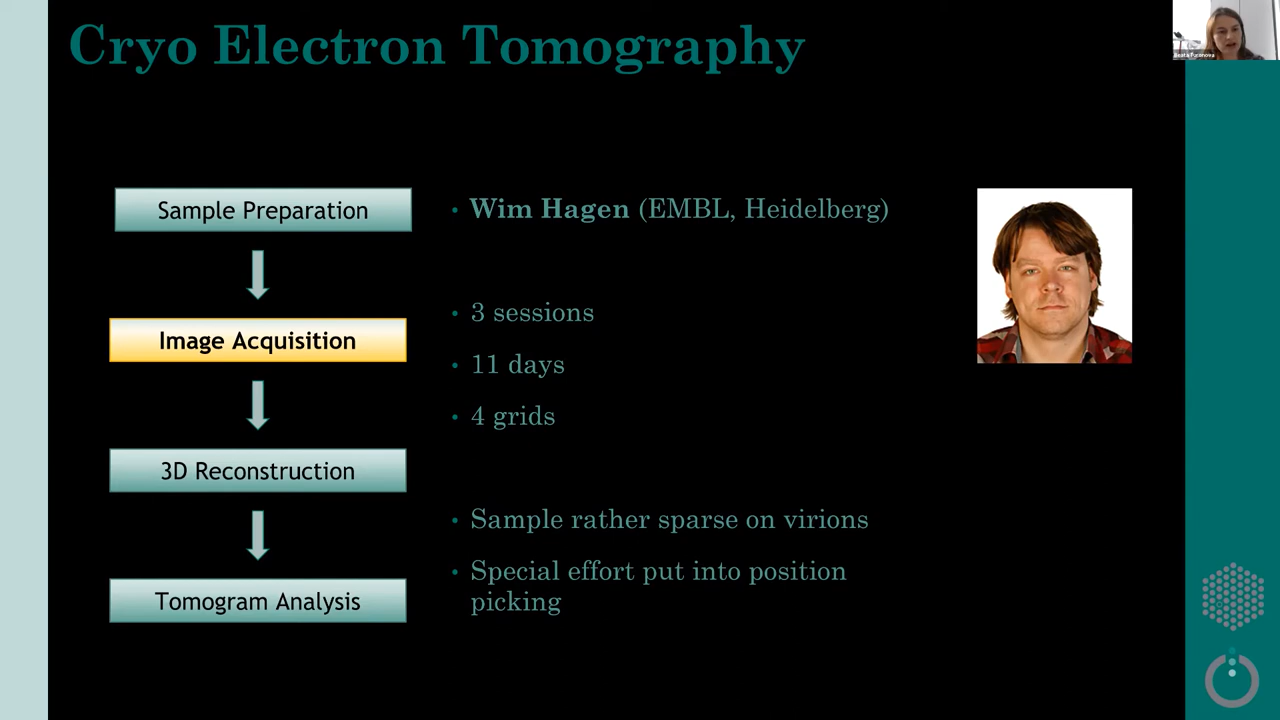 Cryo Electron Tomography
Sample Preparation
Image Acquisition
3D Reconstruction
Tomogram Analysis
• Wim Hagen (EMBL, Heidelberg)
• 3 sessions
• 11 days
• 4 grids
• Sample rather sparse on virions
• Special effort put into position
picking